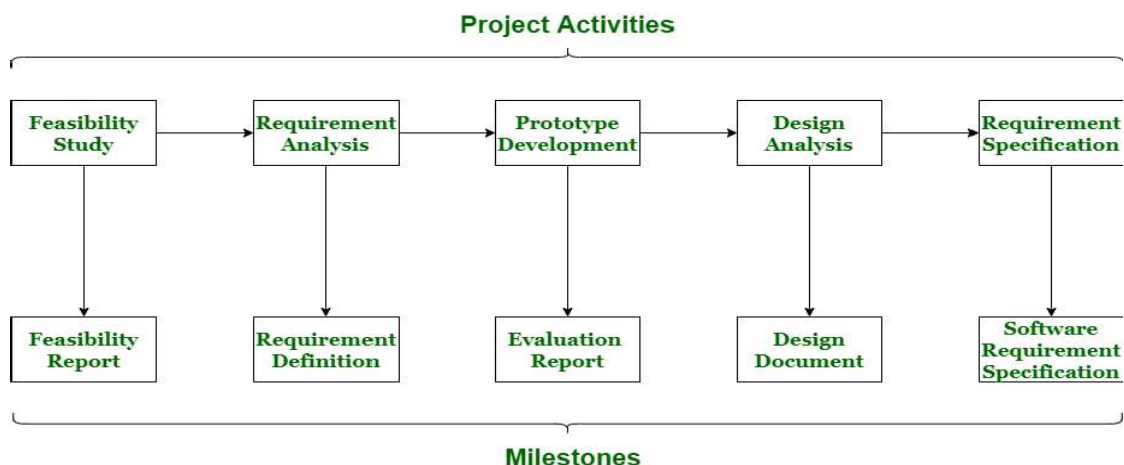 Project Activities
Feasibility
Study
Requirement
Analysis
Prototype
Development
Design
Analysis
Requirement
Specification
Feasibility
Report
Requirement
Definition
Evaluation
Report
Design
Document
Software
Requirement
Specification
Milestones